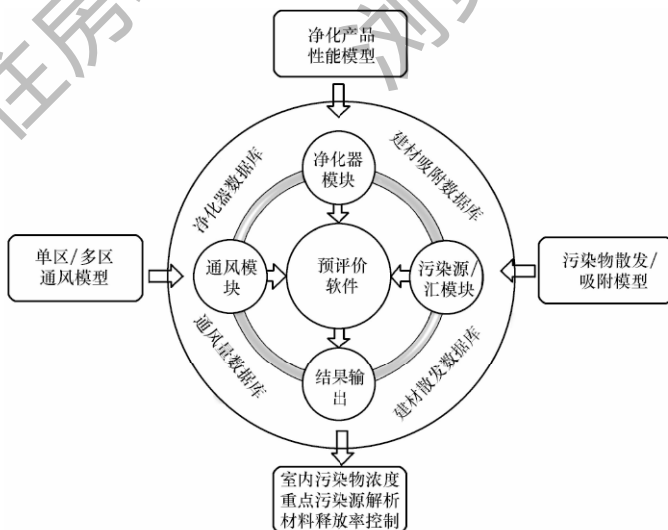 住房
浏览
净化产品
性能模型
净化器数据库
建材吸附数据库
净化器
模块
单区/多区
通风模型
通风模
块
预评价
软件
污染源/
汇模块
污染物散发/
吸附模型
通风量数据库
建材散发数据库
结果输
出
室内污染物浓度
重点污染源解析
材料释放率控制